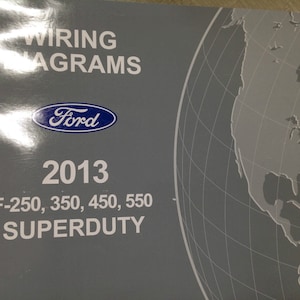 WIRING
DIAGRAMS
Ford
2013
F-250, 350, 450, 550
SUPERDUTY